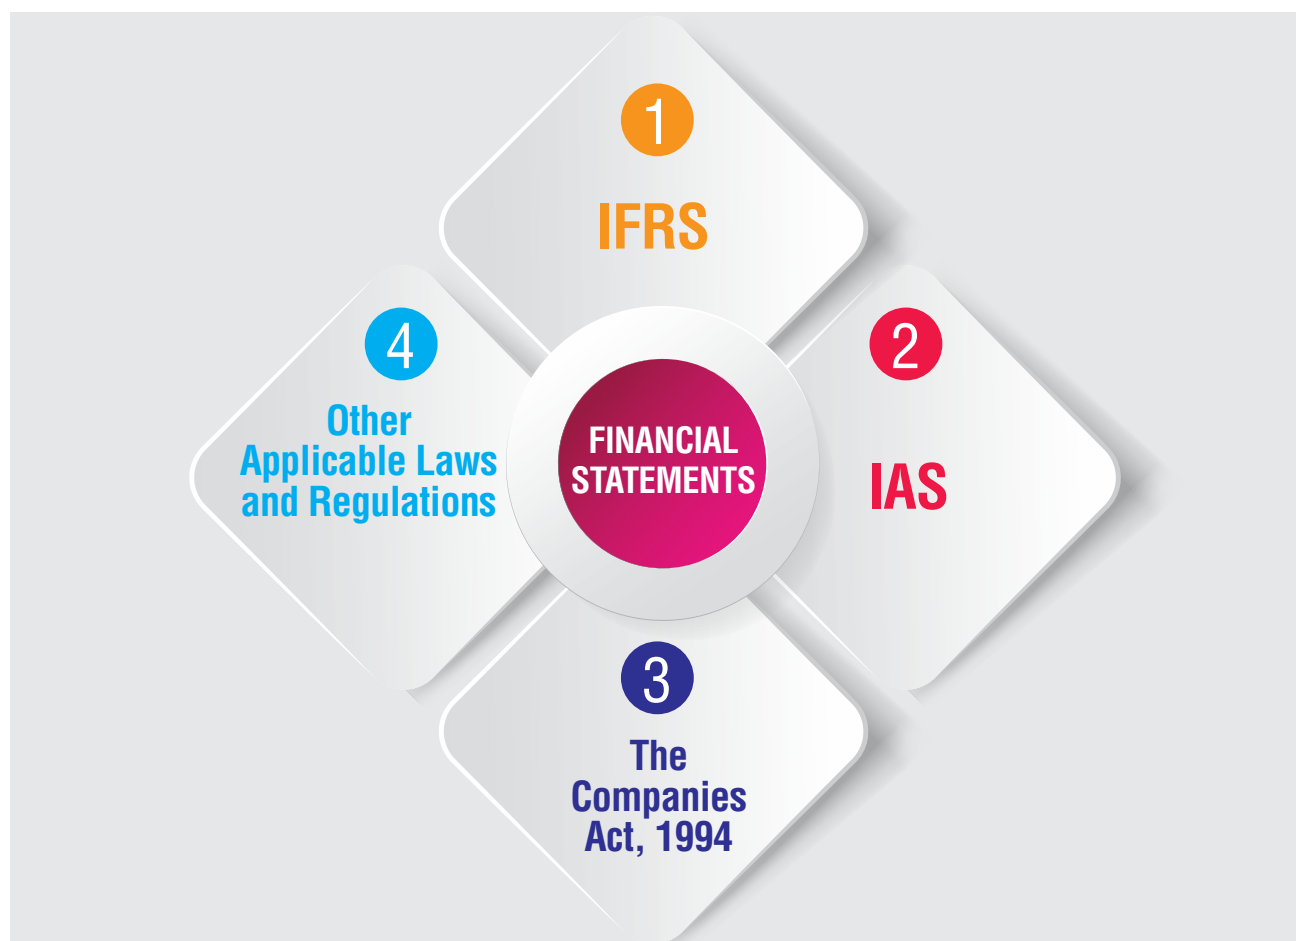 1
IFRS
2
IAS
3
The
Companies
Act, 1994
4
Other
Applicable Laws
and Regulations
FINANCIAL
STATEMENTS